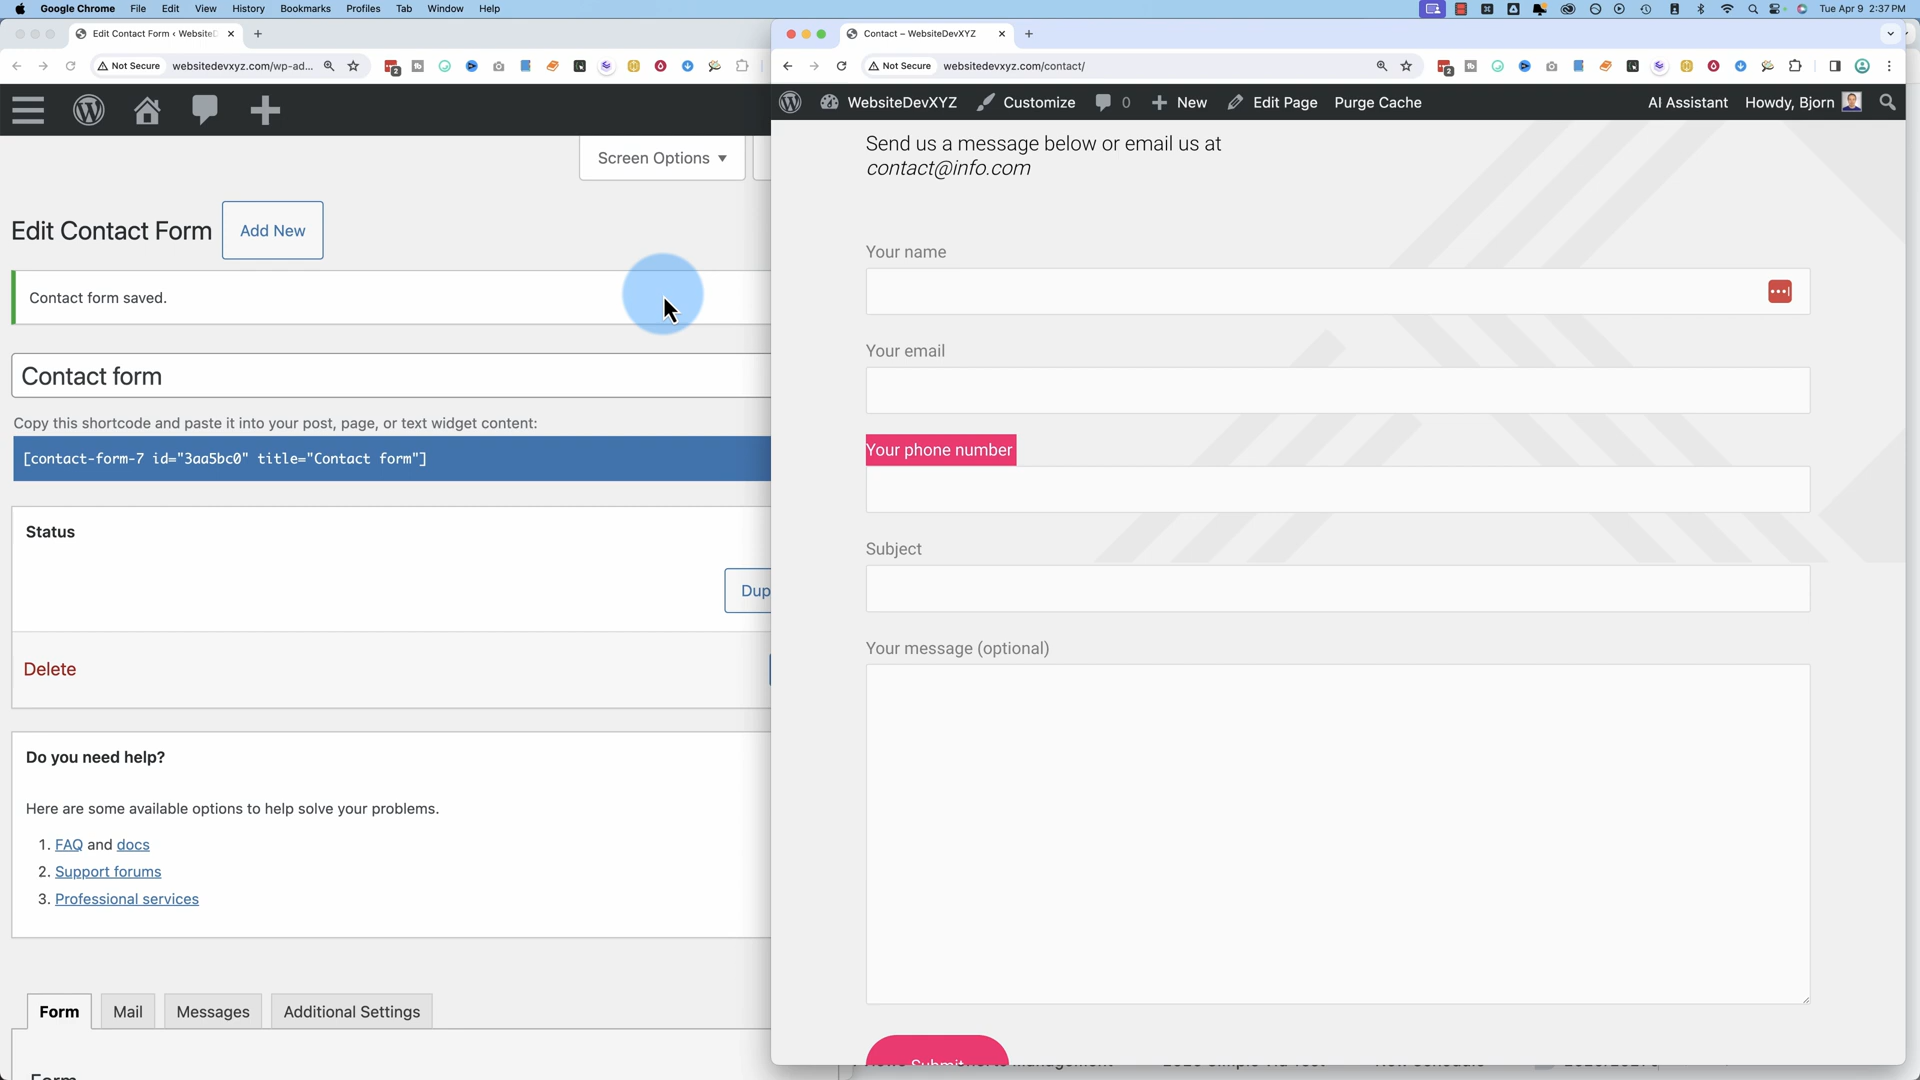 Google Chrome File Edit View History Bookmarks Profiles Tab Window Help
Tue Apr 9 2:37 PM
Edit Contact Form ‹ WebsiteD
Not Secure websitedevxyz.com/wp-ad...
2
Screen Options
Edit Contact Form
Add New
Contact form saved.
Contact form
Copy this shortcode and paste it into your post, page, or text widget content:
[contact-form-7 id="3aa5bc0" title="Contact form"]
Status
Dup
Delete
Do you need help?
Here are some available options to help solve your problems.
1. FAQ and docs
2. Support forums
3. Professional services
Form Mail Messages Additional Settings
Form
Contact – WebsiteDevXYZ
Not Secure websitedevxyz.com/contact/
2
WebsiteDevXYZ Customize 0 New Edit Page Purge Cache AI Assistant Howdy, Bjorn
Send us a message below or email us at
contact@info.com
Your name
Your email
Your phone number
Subject
Your message (optional)
Submit